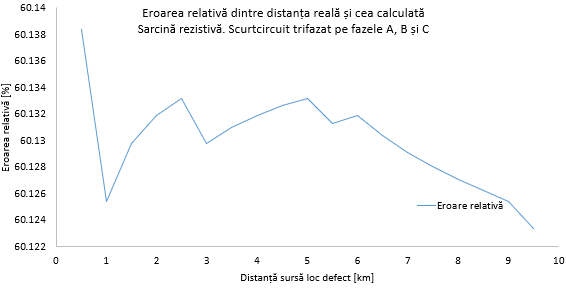 Eroarea relativă dintre distanța reală și cea calculată
Sarcină rezistivă. Scurtcircuit trifazat pe fazele A, B și C
Eroarea relativă [%]
60.14
60.138
60.136
60.134
60.132
60.13
60.128
60.126
60.124
60.122
Eroare relativă
0 1 2 3 4 5 6 7 8 9 10
Distanță sursă loc defect [km]